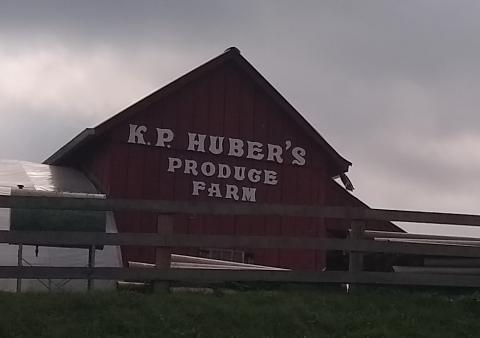 K.P. HUBER'S
PRODUCE
FARM